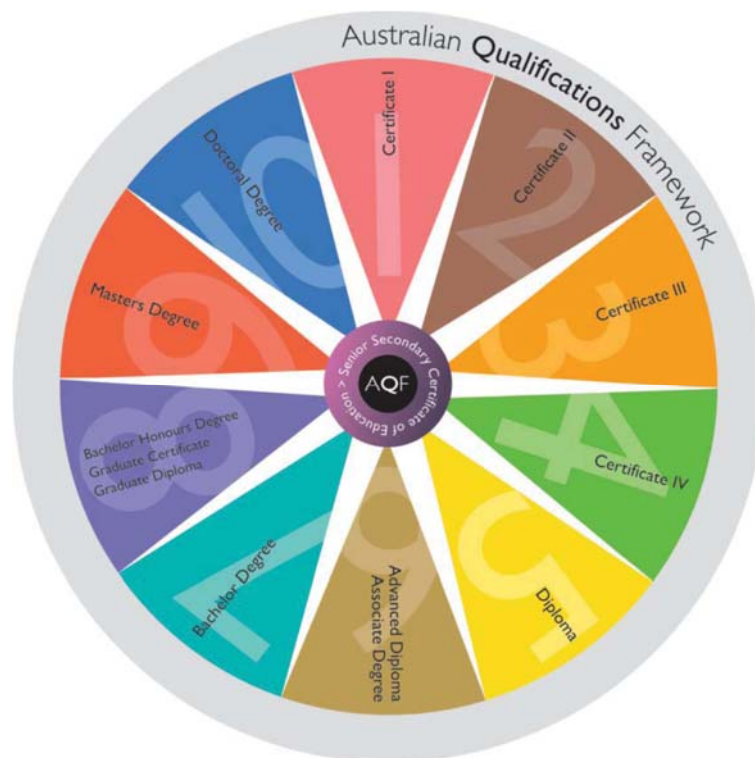 Australian Qualifications Framework
1
Certificate I
2
Certificate II
3
Certificate III
4
Certificate IV
5
Diploma
6
Advanced Diploma
Associate Degree
7
Bachelor Degree
8
Bachelor Honours Degree
Graduate Certificate
Graduate Diploma
9
Masters Degree
10
Doctoral Degree
Senior Secondary Certificate of Education >
AQF